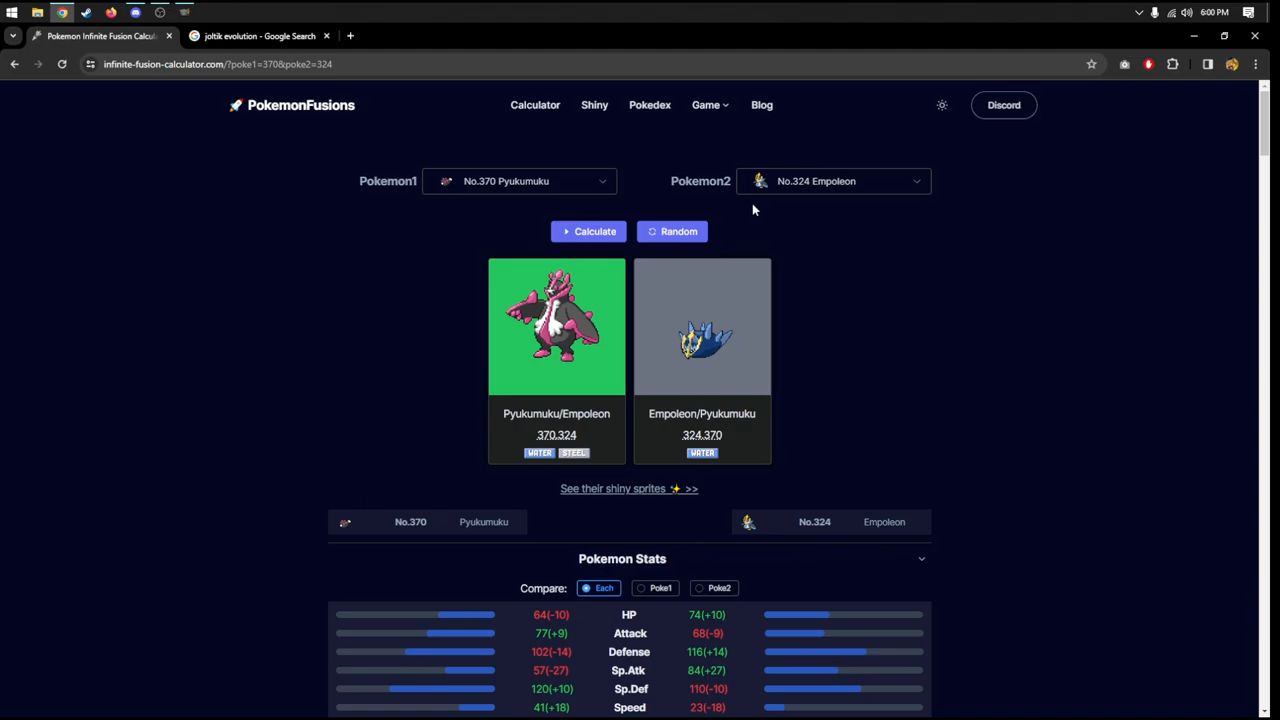 6:00 PM
Pokemon Infinite Fusion Calcul
joltik evolution - Google Search
infinite-fusion-calculator.com/?poke1=370&poke2=324
PokemonFusions
Calculator Shiny Pokedex Game Blog Discord
Pokemon1 No.370 Pyukumuku Pokemon2 No.324 Empoleon
Calculate Random
Pyukumuku/Empoleon Empoleon/Pyukumuku
370.324 324.370
WATER STEEL WATER
See their shiny sprites ✨ >>
No.370 Pyukumuku No.324 Empoleon
Pokemon Stats
Compare: Each Poke1 Poke2
64(-10) HP 74(+10)
77(+9) Attack 68(-9)
102(-14) Defense 116(+14)
57(-27) Sp.Atk 84(+27)
120(+10) Sp.Def 110(-10)
41(+18) Speed 23(-18)